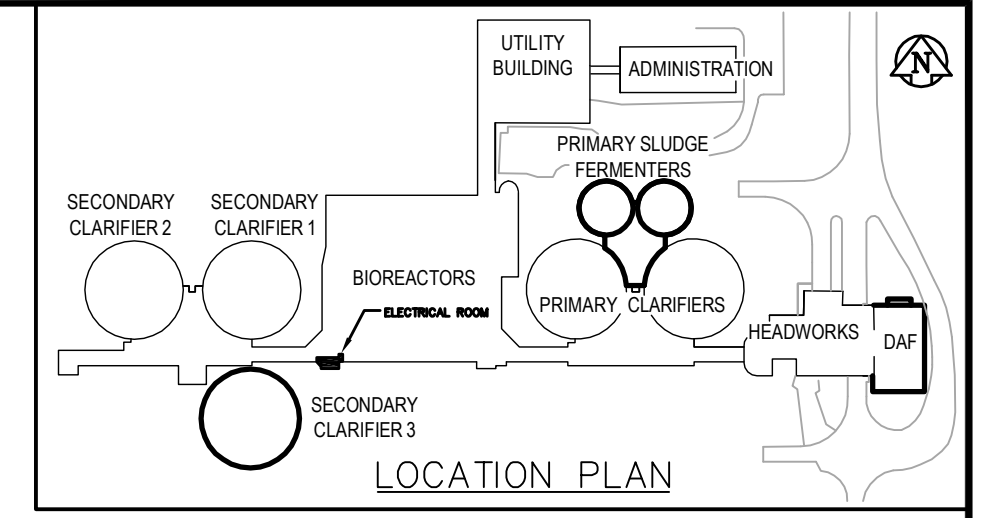 UTILITY
BUILDING
ADMINISTRATION
N
PRIMARY SLUDGE
FERMENTERS
SECONDARY
CLARIFIER 2
SECONDARY
CLARIFIER 1
BIOREACTORS
ELECTRICAL ROOM
PRIMARY CLARIFIERS
HEADWORKS
DAF
SECONDARY
CLARIFIER 3
LOCATION PLAN